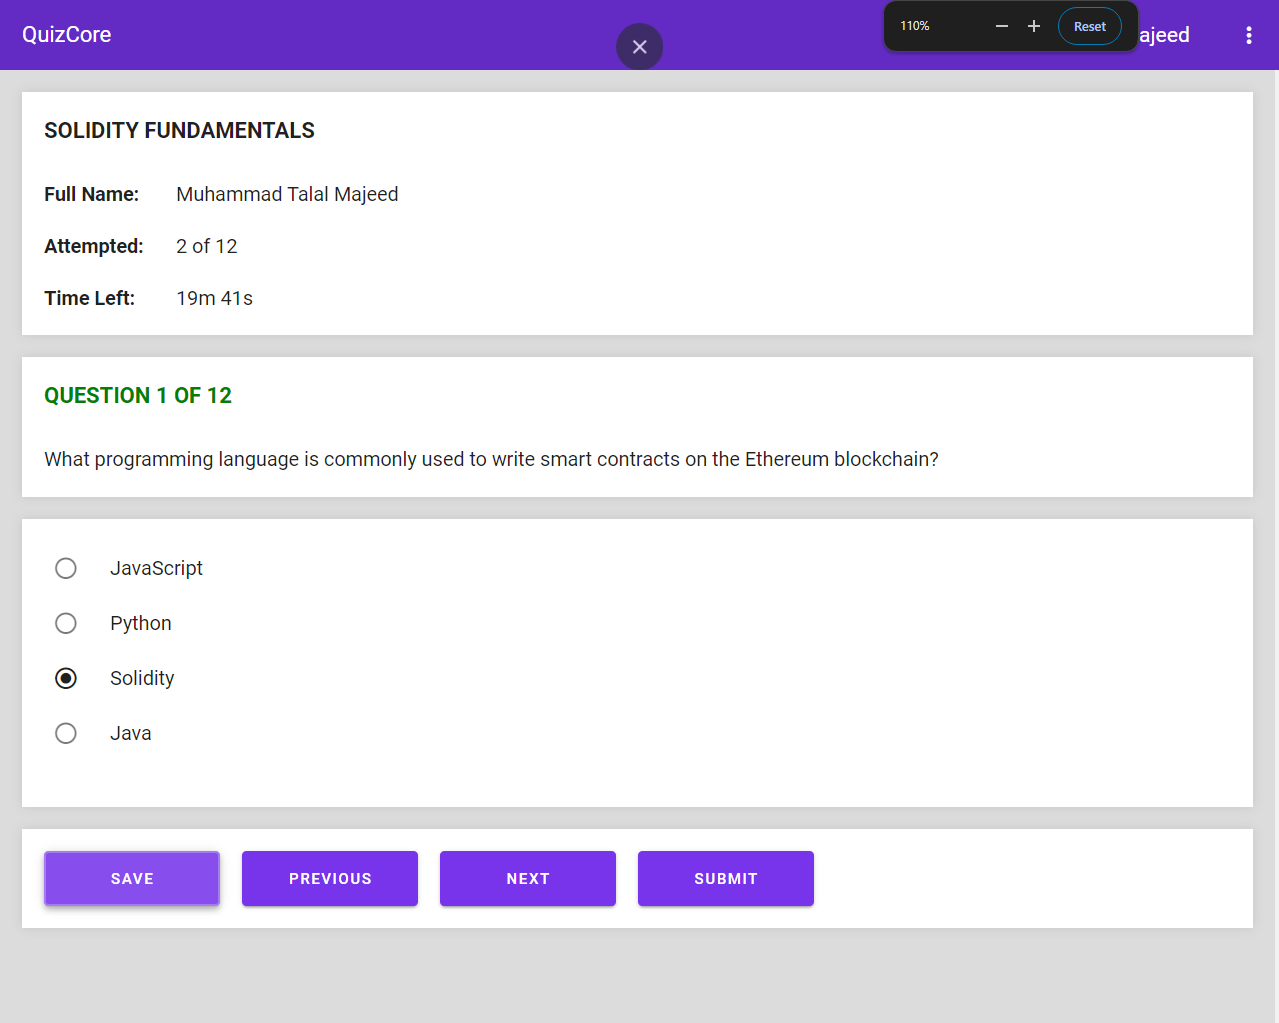 QuizCore
110%
Reset
ajeed
SOLIDITY FUNDAMENTALS
Full Name: Muhammad Talal Majeed
Attempted: 2 of 12
Time Left: 19m 41s
QUESTION 1 OF 12
What programming language is commonly used to write smart contracts on the Ethereum blockchain?
JavaScript
Python
Solidity
Java
SAVE PREVIOUS NEXT SUBMIT